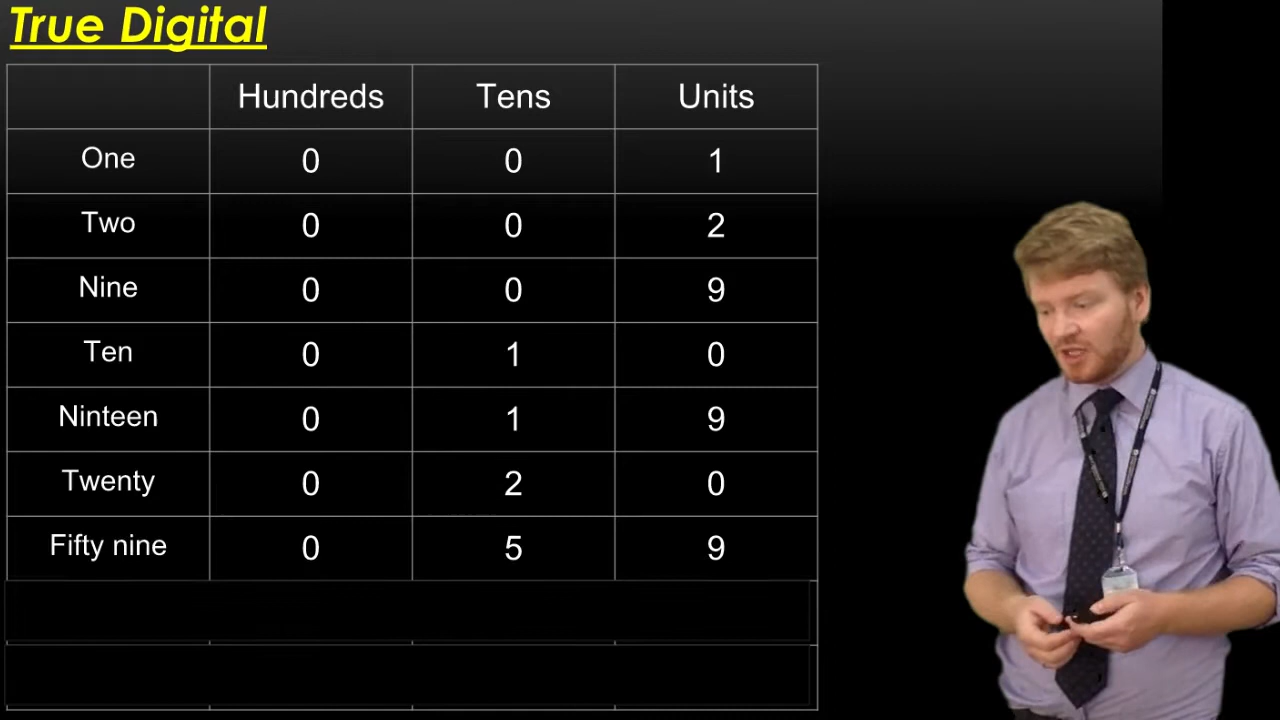 True Digital
Hundreds Tens Units
One 0 0 1
Two 0 0 2
Nine 0 0 9
Ten 0 1 0
Ninteen 0 1 9
Twenty 0 2 0
Fifty nine 0 5 9